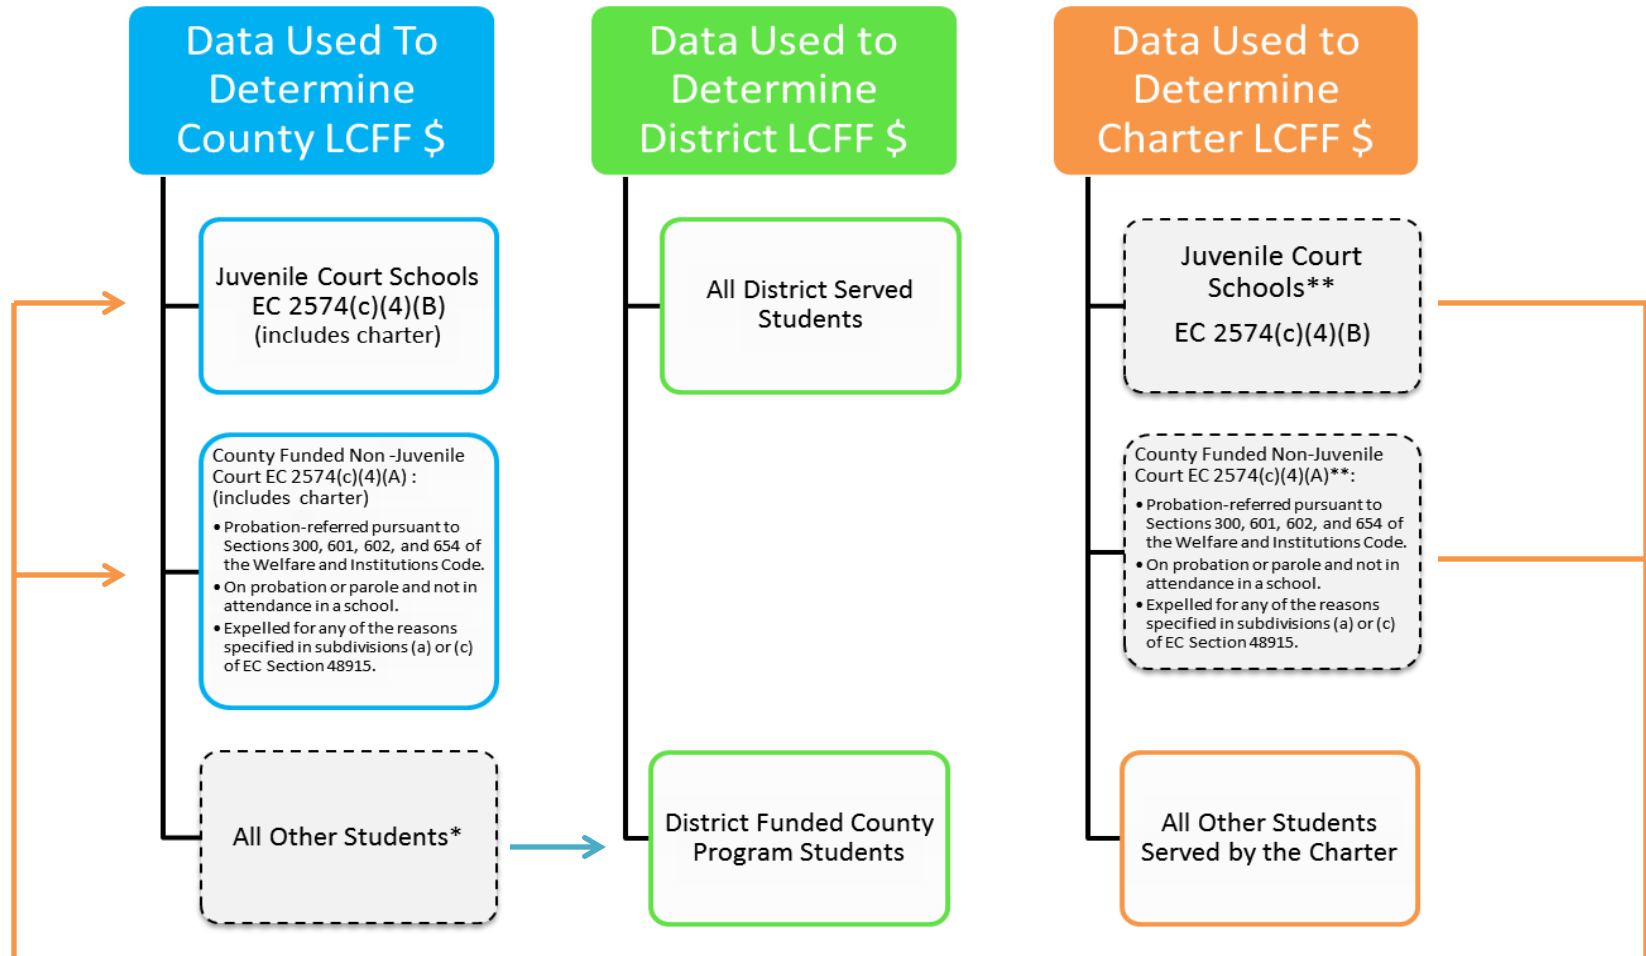 Data Used To
Determine
County LCFF $
Juvenile Court Schools
EC 2574(c)(4)(B)
(includes charter)
County Funded Non -Juvenile
Court EC 2574(c)(4)(A) :
(includes charter)
• Probation-referred pursuant to
Sections 300, 601, 602, and 654 of
the Welfare and Institutions Code.
• On probation or parole and not in
attendance in a school.
• Expelled for any of the reasons
specified in subdivisions (a) or (c)
of EC Section 48915.
All Other Students*
Data Used to
Determine
District LCFF $
All District Served
Students
District Funded County
Program Students
Data Used to
Determine
Charter LCFF $
Juvenile Court
Schools**
EC 2574(c)(4)(B)
County Funded Non-Juvenile
Court EC 2574(c)(4)(A)**:
• Probation-referred pursuant to
Sections 300, 601, 602, and 654 of
the Welfare and Institutions Code.
• On probation or parole and not in
attendance in a school.
• Expelled for any of the reasons
specified in subdivisions (a) or (c)
of EC Section 48915.
All Other Students
Served by the Charter